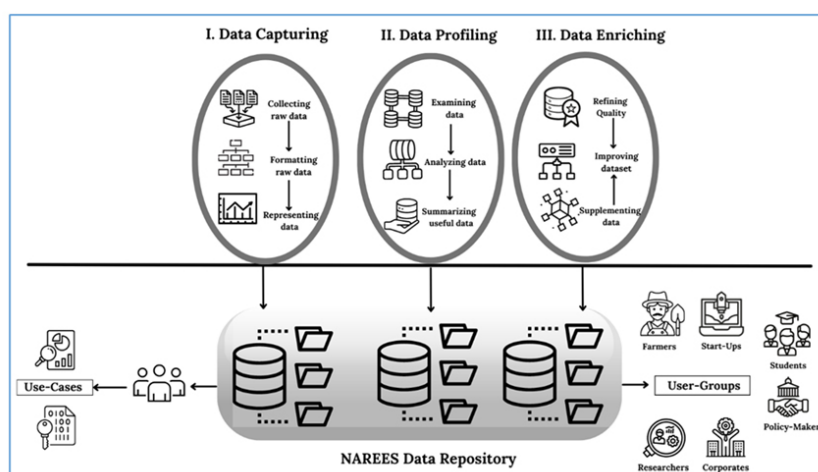 I. Data Capturing
II. Data Profiling
III. Data Enriching
Collecting
raw data
Formatting
raw data
Representing
data
Examining
data
Analyzing data
Summarizing
useful data
Refining
Quality
Improving
dataset
Supplementing
data
Use-Cases
Farmers
Start-Ups
Students
User-Groups
Policy-Maker
Researchers
Corporates
NAREES Data Repository